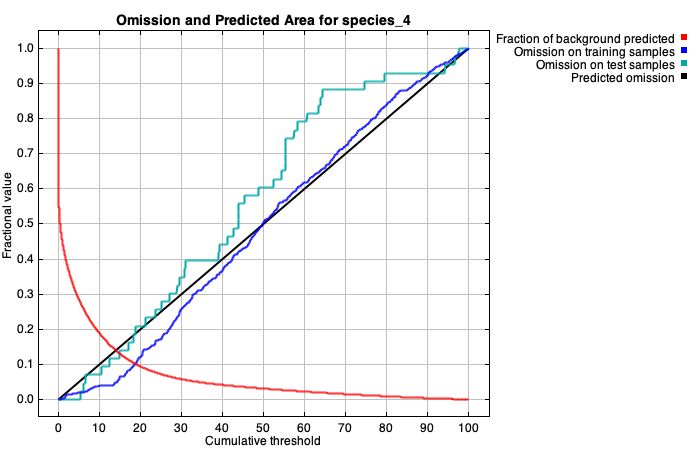 Omission and Predicted Area for species_4
Fraction of background predicted
Omission on training samples
Omission on test samples
Predicted omission
Fractional value
1.0
0.9
0.8
0.7
0.6
0.5
0.4
0.3
0.2
0.1
0.0
0 10 20 30 40 50 60 70 80 90 100
Cumulative threshold